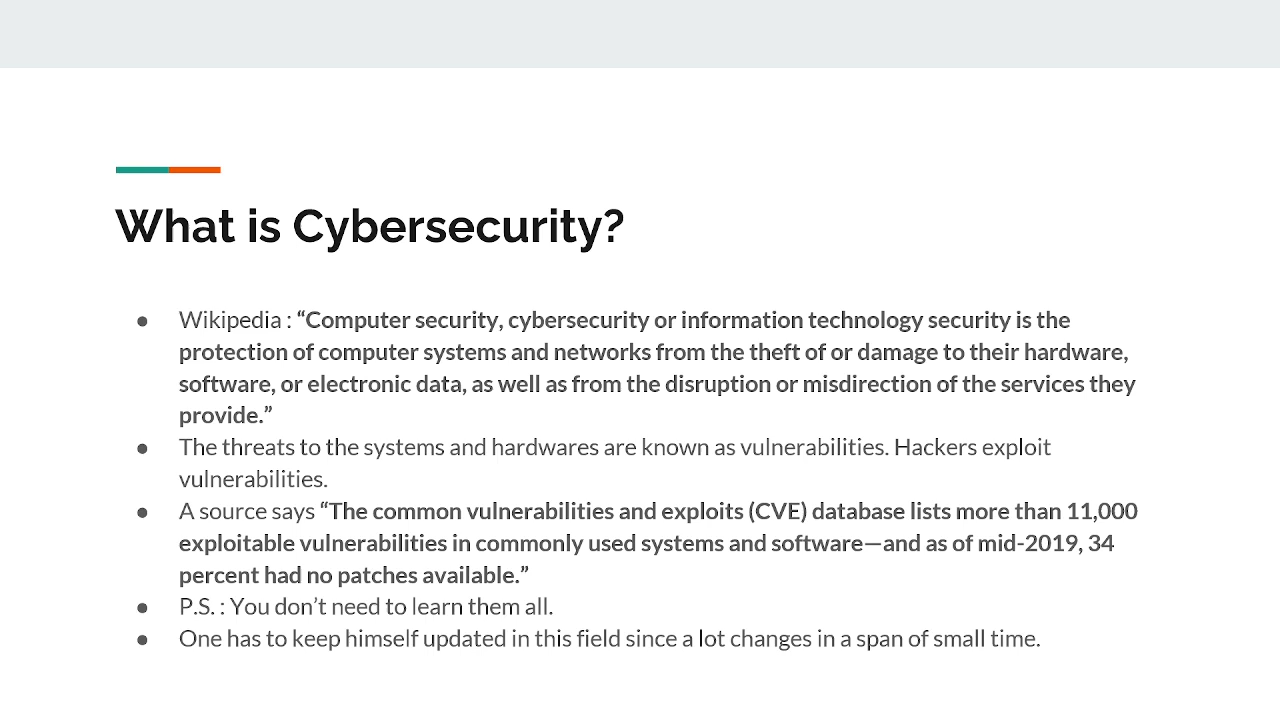 What is Cybersecurity?
● Wikipedia : “Computer security, cybersecurity or information technology security is the
protection of computer systems and networks from the theft of or damage to their hardware,
software, or electronic data, as well as from the disruption or misdirection of the services they
provide.”
● The threats to the systems and hardwares are known as vulnerabilities. Hackers exploit
vulnerabilities.
● A source says “The common vulnerabilities and exploits (CVE) database lists more than 11,000
exploitable vulnerabilities in commonly used systems and software—and as of mid-2019, 34
percent had no patches available.”
● P.S. : You don’t need to learn them all.
● One has to keep himself updated in this field since a lot changes in a span of small time.